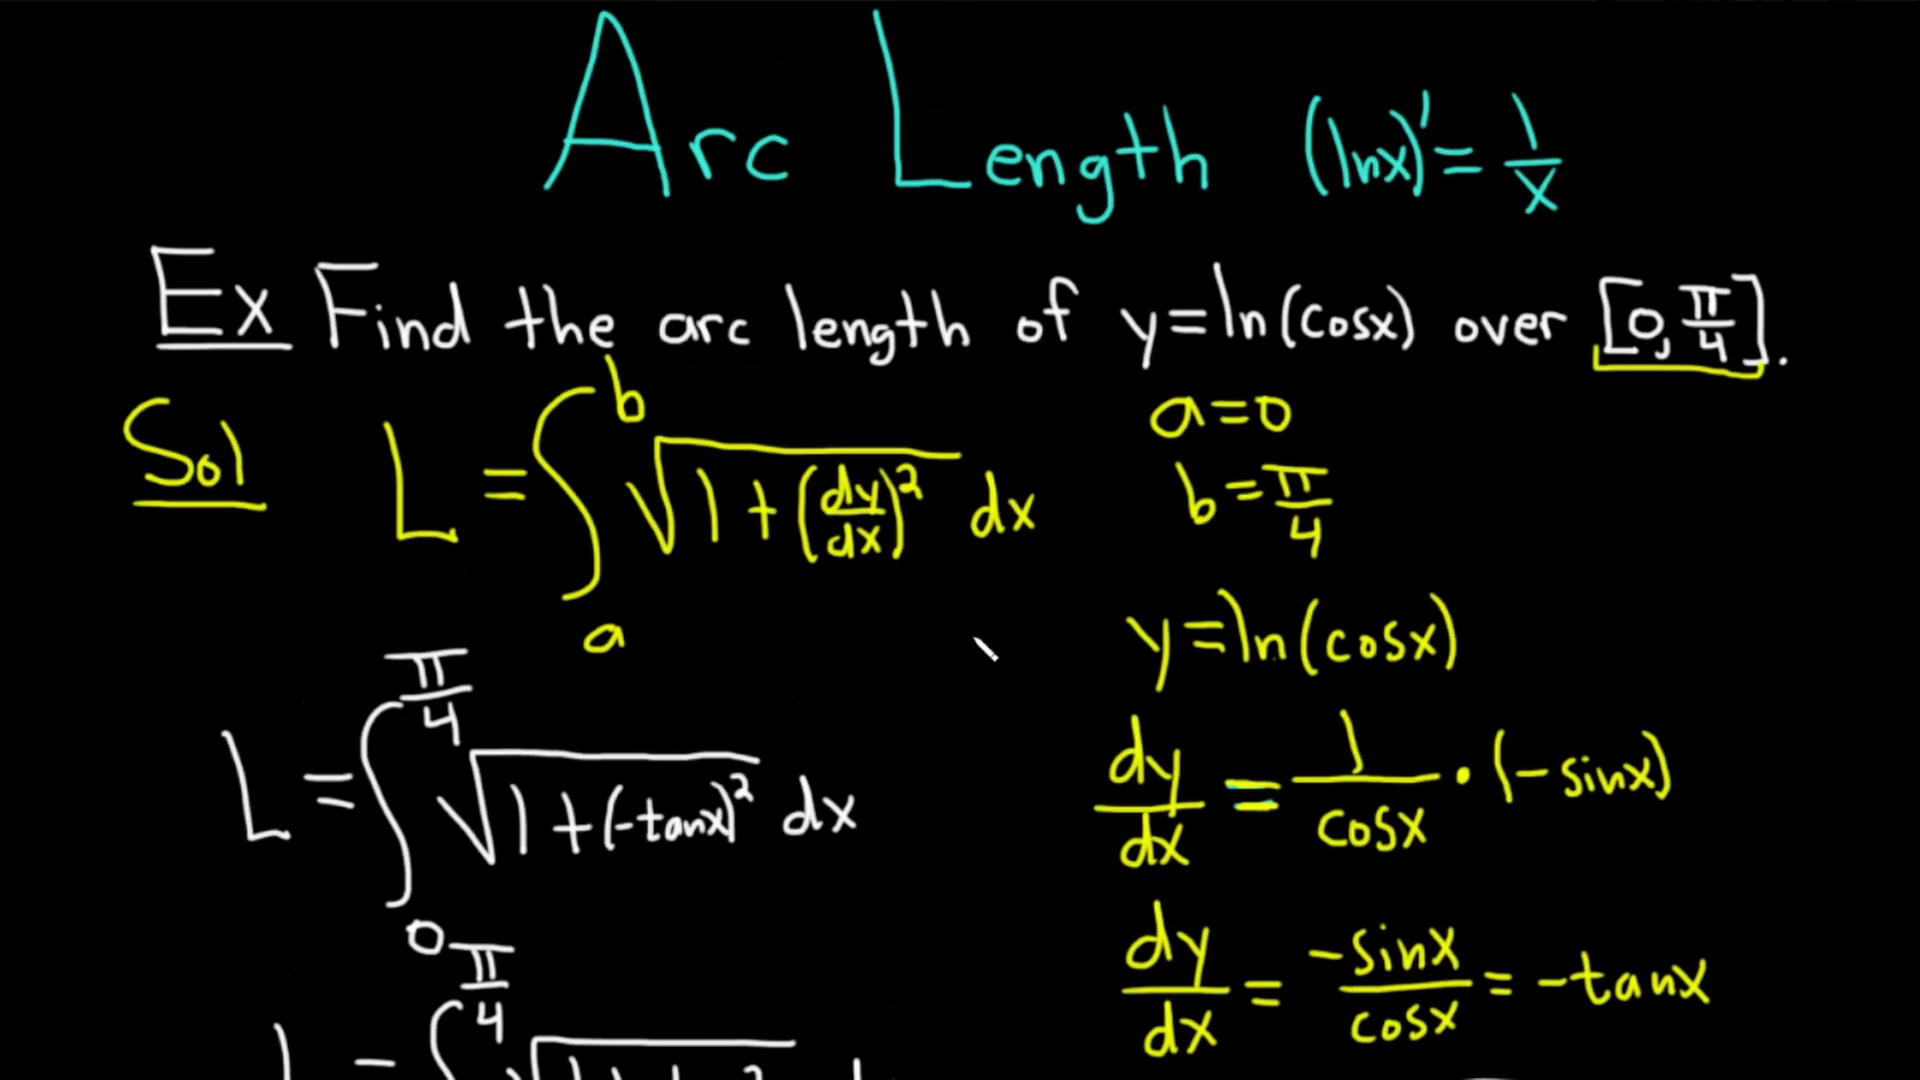 Arc Length (lnx)' = 1/x
Ex Find the arc length of y=ln(cosx) over [0, π/4].
Sol L = ∫_a^b √(1+(dy/dx)²) dx
a=0
b=π/4
y=ln(cosx)
L = ∫_0^(π/4) √(1+(-tanx)²) dx
dy/dx = 1/cosx · (-sinx)
dy/dx = -sinx/cosx = -tanx
π/4